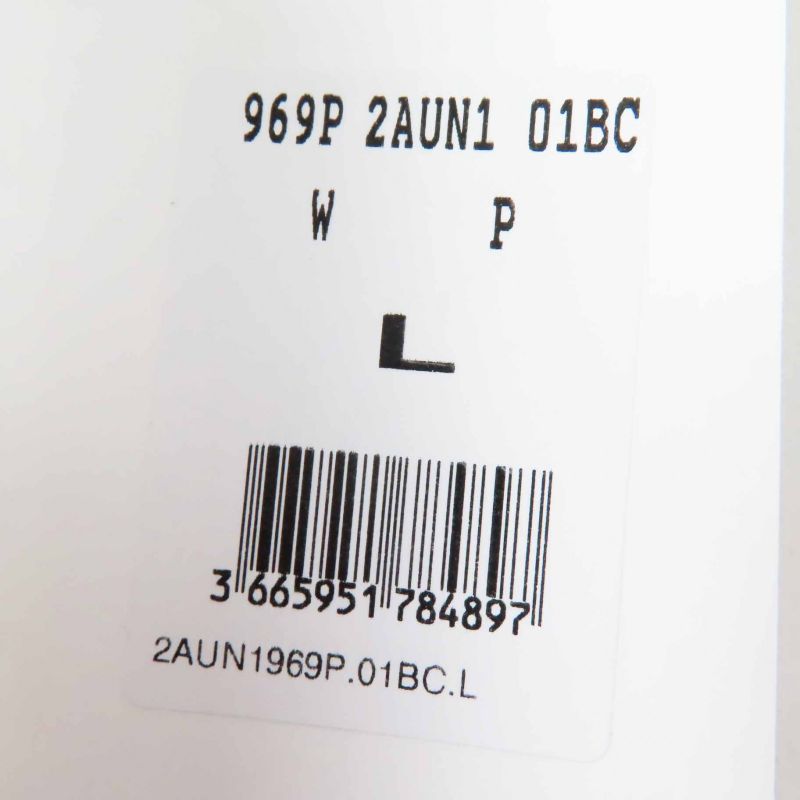 969P 2AUN1 01BC
W P
L
3 665951 784897
2AUN1969P.01BC.L